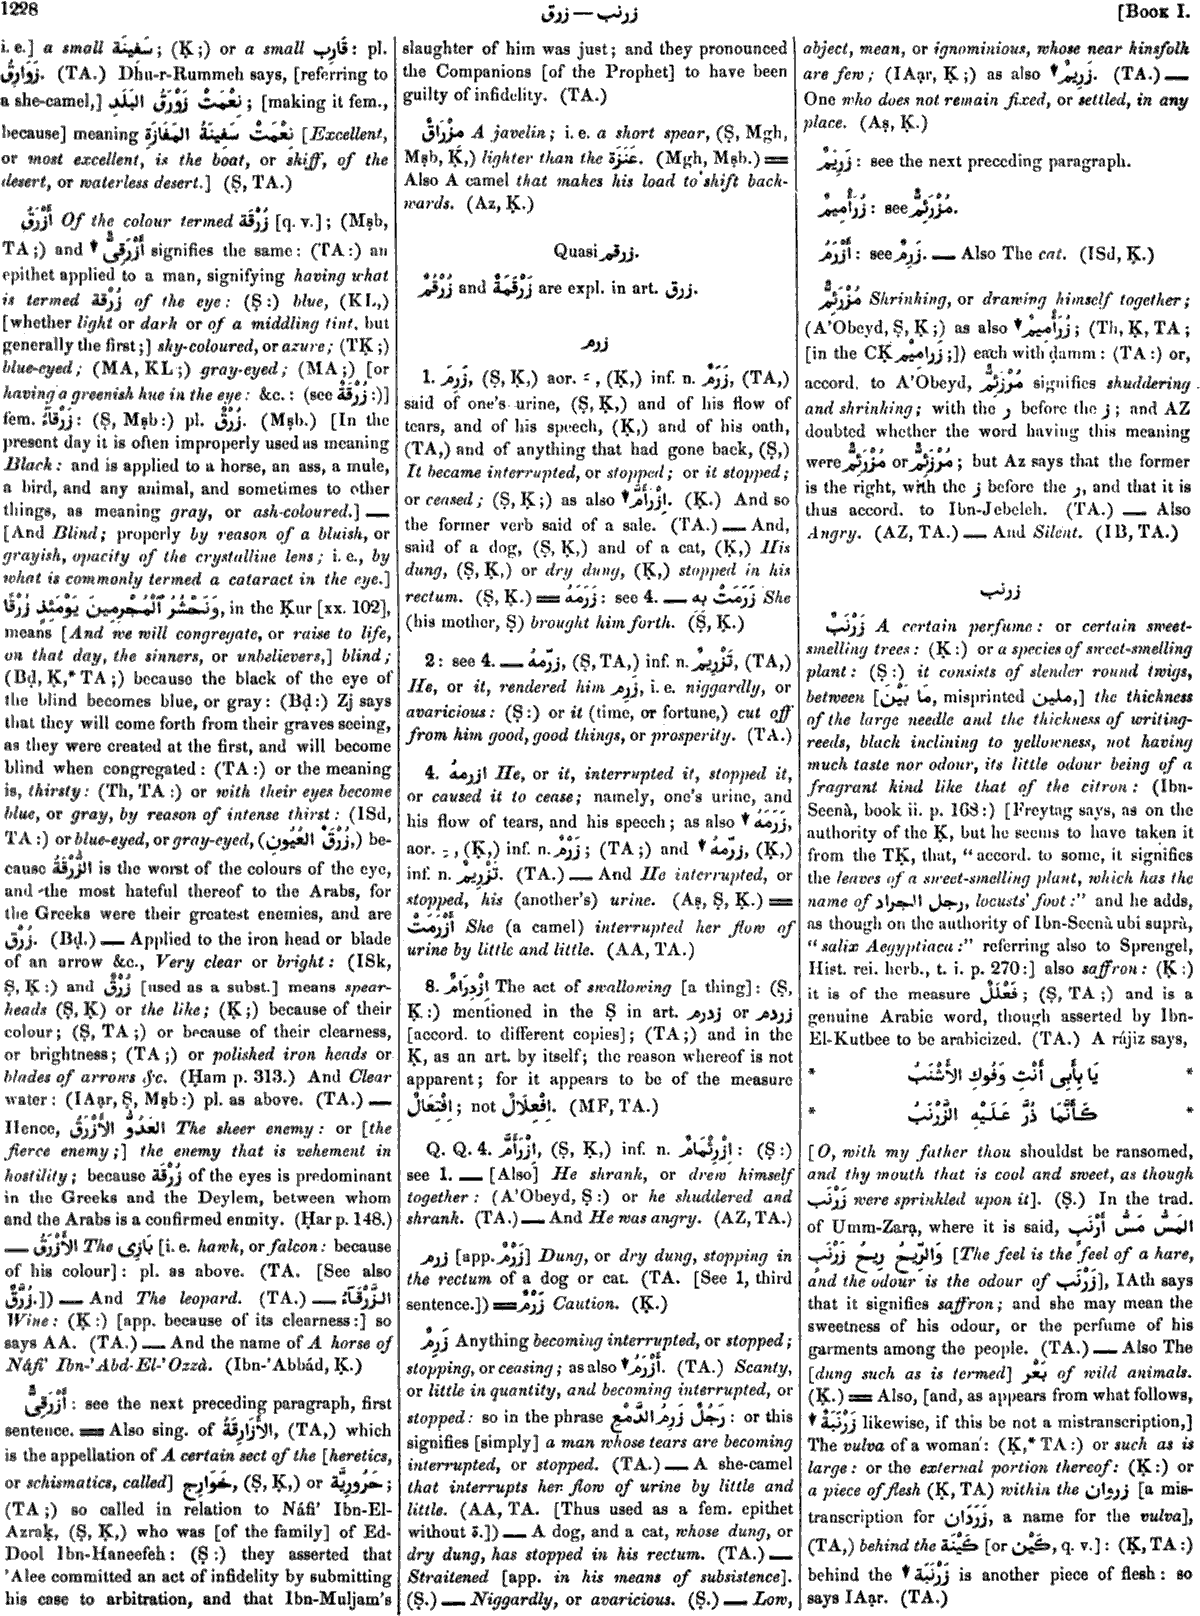 1228
زرنب — زرق
[Book I.
i. e.] a small سَفِينَة; (Ḳ;) or a small قَارِب: pl.
زَوَارِقُ. (TA.) Dhu-r-Rummeh says, [referring to
a she-camel,] نِعْمَتْ زَوْرَقُ البَلَدِ; [making it fem.,
because] meaning نِعْمَتْ سَفِينَةُ المَفَازَةِ [Excellent,
or most excellent, is the boat, or skiff, of the
desert, or waterless desert.] (Ṣ, TA.)
أَزْرَقُ Of the colour termed زُرْقَة [q. v.]; (Mṣb,
TA;) and ↓ أَزْرَقِىٌّ signifies the same: (TA:) an
epithet applied to a man, signifying having what
is termed زُرْقَة of the eye: (Ṣ:) blue, (KL,)
[whether light or dark or of a middling tint, but
generally the first;] sky-coloured, or azure; (TḲ;)
blue-eyed; (MA, KL;) gray-eyed; (MA;) [or
having a greenish hue in the eye: &c.: (see زُرْقَةٌ:)]
fem. زَرْقَآءُ: (Ṣ, Mṣb:) pl. زُرْقٌ. (Mṣb.) [In the
present day it is often improperly used as meaning
Black: and is applied to a horse, an ass, a mule,
a bird, and any animal, and sometimes to other
things, as meaning gray, or ash-coloured.] —
[And Blind; properly by reason of a bluish, or
grayish, opacity of the crystalline lens; i. e., by
what is commonly termed a cataract in the eye.]
وَنَحْشُرُ ٱلْمُجْرِمِينَ يَوْمَئِذٍ زُرْقًا, in the Ḳur [xx. 102],
means [And we will congregate, or raise to life,
on that day, the sinners, or unbelievers,] blind;
(Bḍ, Ḳ,* TA;) because the black of the eye of
the blind becomes blue, or gray: (Bḍ:) Zj says
that they will come forth from their graves seeing,
as they were created at the first, and will become
blind when congregated: (TA:) or the meaning
is, thirsty: (Th, TA:) or with their eyes become
blue, or gray, by reason of intense thirst: (ISd,
TA:) or blue-eyed, or gray-eyed, (زُرْقَ العُيُونِ,) be-
cause الزُّرْقَةُ is the worst of the colours of the eye,
and the most hateful thereof to the Arabs, for
the Greeks were their greatest enemies, and are
زُرْق. (Bḍ.) — Applied to the iron head or blade
of an arrow &c., Very clear or bright: (ISk,
Ṣ, Ḳ:) and زُرْقٌ [used as a subst.] means spear-
heads (Ṣ, Ḳ) or the like; (Ḳ;) because of their
colour; (Ṣ, TA;) or because of their clearness,
or brightness; (TA;) or polished iron heads or
blades of arrows &c. (Ḥam p. 313.) And Clear
water: (IAạr, Ṣ, Mṣb:) pl. as above. (TA.) —
Hence, العَدُوُّ الأَزْرَقُ The sheer enemy: or [the
fierce enemy;] the enemy that is vehement in
hostility; because زُرْقَة of the eyes is predominant
in the Greeks and the Deylem, between whom
and the Arabs is a confirmed enmity. (Ḥar p. 148.)
— الأَزْرَقُ The بَازِى [i. e. hawk, or falcon: because
of his colour]: pl. as above. (TA. [See also
زُرَّقٌ.]) — And The leopard. (TA.) — الزَّرْقَآءُ
Wine: (Ḳ:) [app. because of its clearness:] so
says AA. (TA.) — And the name of A horse of
Náfi' Ibn-'Abd-El-'Ozzà. (Ibn-'Abbád, Ḳ.)
أَزْرَقِىٌّ: see the next preceding paragraph, first
sentence. = Also sing. of الأَزَارِقَةُ, (TA,) which
is the appellation of A certain sect of the [heretics,
or schismatics, called] خَوَارِج, (Ṣ, Ḳ,) or حَرُورِيَّة;
(TA;) so called in relation to Náfi' Ibn-El-
Azraḳ, (Ṣ, Ḳ,) who was [of the family] of Ed-
Dool Ibn-Haneefeh: (Ṣ:) they asserted that
'Alee committed an act of infidelity by submitting
his case to arbitration, and that Ibn-Muljam's
slaughter of him was just; and they pronounced
the Companions [of the Prophet] to have been
guilty of infidelity. (TA.)
مِزْرَاقٌ A javelin; i. e. a short spear, (Ṣ, Mgh,
Mṣb, Ḳ,) lighter than the عَنَزَة. (Mgh, Mṣb.) =
Also A camel that makes his load to shift back-
wards. (Az, Ḳ.)
Quasi زرقم.
زُرْقُمٌ and زَرْقَمَةٌ are expl. in art. زرق.
زرم
1. زَرِمَ, (Ṣ, Ḳ,) aor. ـَ , (Ḳ,) inf. n. زَرَمٌ, (TA,)
said of one's urine, (Ṣ, Ḳ,) and of his flow of
tears, and of his speech, (Ḳ,) and of his oath,
(TA,) and of anything that had gone back, (Ṣ,)
It became interrupted, or stopped; or it stopped;
or ceased; (Ṣ, Ḳ;) as also ↓ اِزْرَأَمَّ. (Ḳ.) And so
the former verb said of a sale. (TA.) — And,
said of a dog, (Ṣ, Ḳ,) and of a cat, (Ḳ,) His
dung, (Ṣ, Ḳ,) or dry dung, (Ḳ,) stopped in his
rectum. (Ṣ, Ḳ.) = زَرَمَهُ: see 4. — زَرَمَتْ بِهِ She
(his mother, Ṣ) brought him forth. (Ṣ, Ḳ.)
2: see 4. — زرّمهُ, (Ṣ, TA,) inf. n. تَزْرِيمٌ, (TA,)
He, or it, rendered him زَرِم, i. e. niggardly, or
avaricious: (Ṣ:) or it (time, or fortune,) cut off
from him good, good things, or prosperity. (TA.)
4. ازرمهُ He, or it, interrupted it, stopped it,
or caused it to cease; namely, one's urine, and
his flow of tears, and his speech; as also ↓ زَرَمَهُ,
aor. ـِ , (Ḳ,) inf. n. زَرْمٌ; (TA;) and ↓ زرّمهُ, (Ḳ,)
inf. n. تَزْرِيمٌ. (TA.) — And He interrupted, or
stopped, his (another's) urine. (Aṣ, Ṣ, Ḳ.) =
أَزْرَمَتْ She (a camel) interrupted her flow of
urine by little and little. (AA, TA.)
8. اِزْدِرَامٌ The act of swallowing [a thing]: (Ṣ,
Ḳ:) mentioned in the Ṣ in art. زدرم or زردم
[accord. to different copies]; (TA;) and in the
Ḳ, as an art. by itself; the reason whereof is not
apparent; for it appears to be of the measure
اِفْتِعَالٌ; not اِفْعِلَالٌ. (MF, TA.)
Q. Q. 4. اِزْرَأَمَّ, (Ṣ, Ḳ,) inf. n. اِزْرِئْمَامٌ: (Ṣ:)
see 1. — [Also] He shrank, or drew himself
together: (A'Obeyd, Ṣ:) or he shuddered and
shrank. (TA.) — And He was angry. (AZ, TA.)
زرم [app. زَرْمٌ] Dung, or dry dung, stopping in
the rectum of a dog or cat. (TA. [See 1, third
sentence.]) = زَرْمٌ Caution. (Ḳ.)
زَرِمٌ Anything becoming interrupted, or stopped;
stopping, or ceasing; as also ↓ أَزْرَمُ. (TA.) Scanty,
or little in quantity, and becoming interrupted, or
stopped: so in the phrase رَجُلٌ زَرِمُ الدَّمْعِ: or this
signifies [simply] a man whose tears are becoming
interrupted, or stopped. (TA.) — A she-camel
that interrupts her flow of urine by little and
little. (AA, TA. [Thus used as a fem. epithet
without ة.]) — A dog, and a cat, whose dung, or
dry dung, has stopped in his rectum. (TA.) —
Straitened [app. in his means of subsistence].
(Ṣ.) — Niggardly, or avaricious. (Ṣ.) — Low,
abject, mean, or ignominious, whose near kinsfolk
are few; (IAạr, Ḳ;) as also ↓ زَرِيمٌ. (TA.) —
One who does not remain fixed, or settled, in any
place. (Aṣ, Ḳ.)
زَرِيمٌ: see the next preceding paragraph.
زُرَأْمِيمٌ: see مُزْرَئِمٌّ.
أَزْرَمُ: see زَرِمٌ. — Also The cat. (ISd, Ḳ.)
مُزْرَئِمٌّ Shrinking, or drawing himself together;
(A'Obeyd, Ṣ, Ḳ;) as also ↓ زُرَأْمِيمٌ; (Th, Ḳ, TA;
[in the CḲ زَرامِيمٌ;]) each with ḍamm: (TA:) or,
accord. to A'Obeyd, مُزْرَئِمٌّ signifies shuddering
and shrinking; with the ر before the ز; and AZ
doubted whether the word having this meaning
were مُزْرَئِمٌّ or مُرْزَئِمٌّ; but Az says that the former
is the right, with the ز before the ر, and that it is
thus accord. to Ibn-Jebeleh. (TA.) — Also
Angry. (AZ, TA.) — And Silent. (IB, TA.)
زرنب
زَرْنَبٌ A certain perfume: or certain sweet-
smelling trees: (Ḳ:) or a species of sweet-smelling
plant: (Ṣ:) it consists of slender round twigs,
between [مَا بَيْنَ, misprinted ملين,] the thickness
of the large needle and the thickness of writing-
reeds, black inclining to yellowness, not having
much taste nor odour, its little odour being of a
fragrant kind like that of the citron: (Ibn-
Seenà, book ii. p. 168:) [Freytag says, as on the
authority of the Ḳ, but he seems to have taken it
from the TḲ, that, "accord. to some, it signifies
the leaves of a sweet-smelling plant, which has the
name of رجل الجراد, locusts' foot:" and he adds,
as though on the authority of Ibn-Seenà ubi suprà,
"salix Aegyptiaca:" referring also to Sprengel,
Hist. rei. herb., t. i. p. 270:] also saffron: (Ḳ:)
it is of the measure فَعْلَلٌ; (Ṣ, TA;) and is a
genuine Arabic word, though asserted by Ibn-
El-Kutbee to be arabicized. (TA.) A rájiz says,
* يَا بِأَبِى أَنْتِ وَفُوكِ الأَشْنَبُ *
* كَأَنَّمَا ذُرَّ عَلَيْهِ الزَّرْنَبُ *
[O, with my father thou shouldst be ransomed,
and thy mouth that is cool and sweet, as though
زَرْنَب were sprinkled upon it]. (Ṣ.) In the trad.
of Umm-Zarạ, where it is said, المَسُّ مَسُّ أَرْنَبٍ
وَالرِّيحُ رِيحُ زَرْنَبٍ [The feel is the feel of a hare,
and the odour is the odour of زَرْنَب], IAth says
that it signifies saffron; and she may mean the
sweetness of his odour, or the perfume of his
garments among the people. (TA.) — Also The
[dung such as is termed] بَعْر of wild animals.
(Ḳ.) = Also, [and, as appears from what follows,
↓ زَرْنَبَةٌ likewise, if this be not a mistranscription,]
The vulva of a woman: (Ḳ,* TA:) or such as is
large: or the external portion thereof: (Ḳ:) or
a piece of flesh (Ḳ, TA) within the زروان [a mis-
transcription for زَرَدَان, a name for the vulva],
(TA,) behind the كَيْنَة [or كَيْن, q. v.]: (Ḳ, TA:)
behind the ↓ زَرْنَبَة is another piece of flesh: so
says IAạr. (TA.)